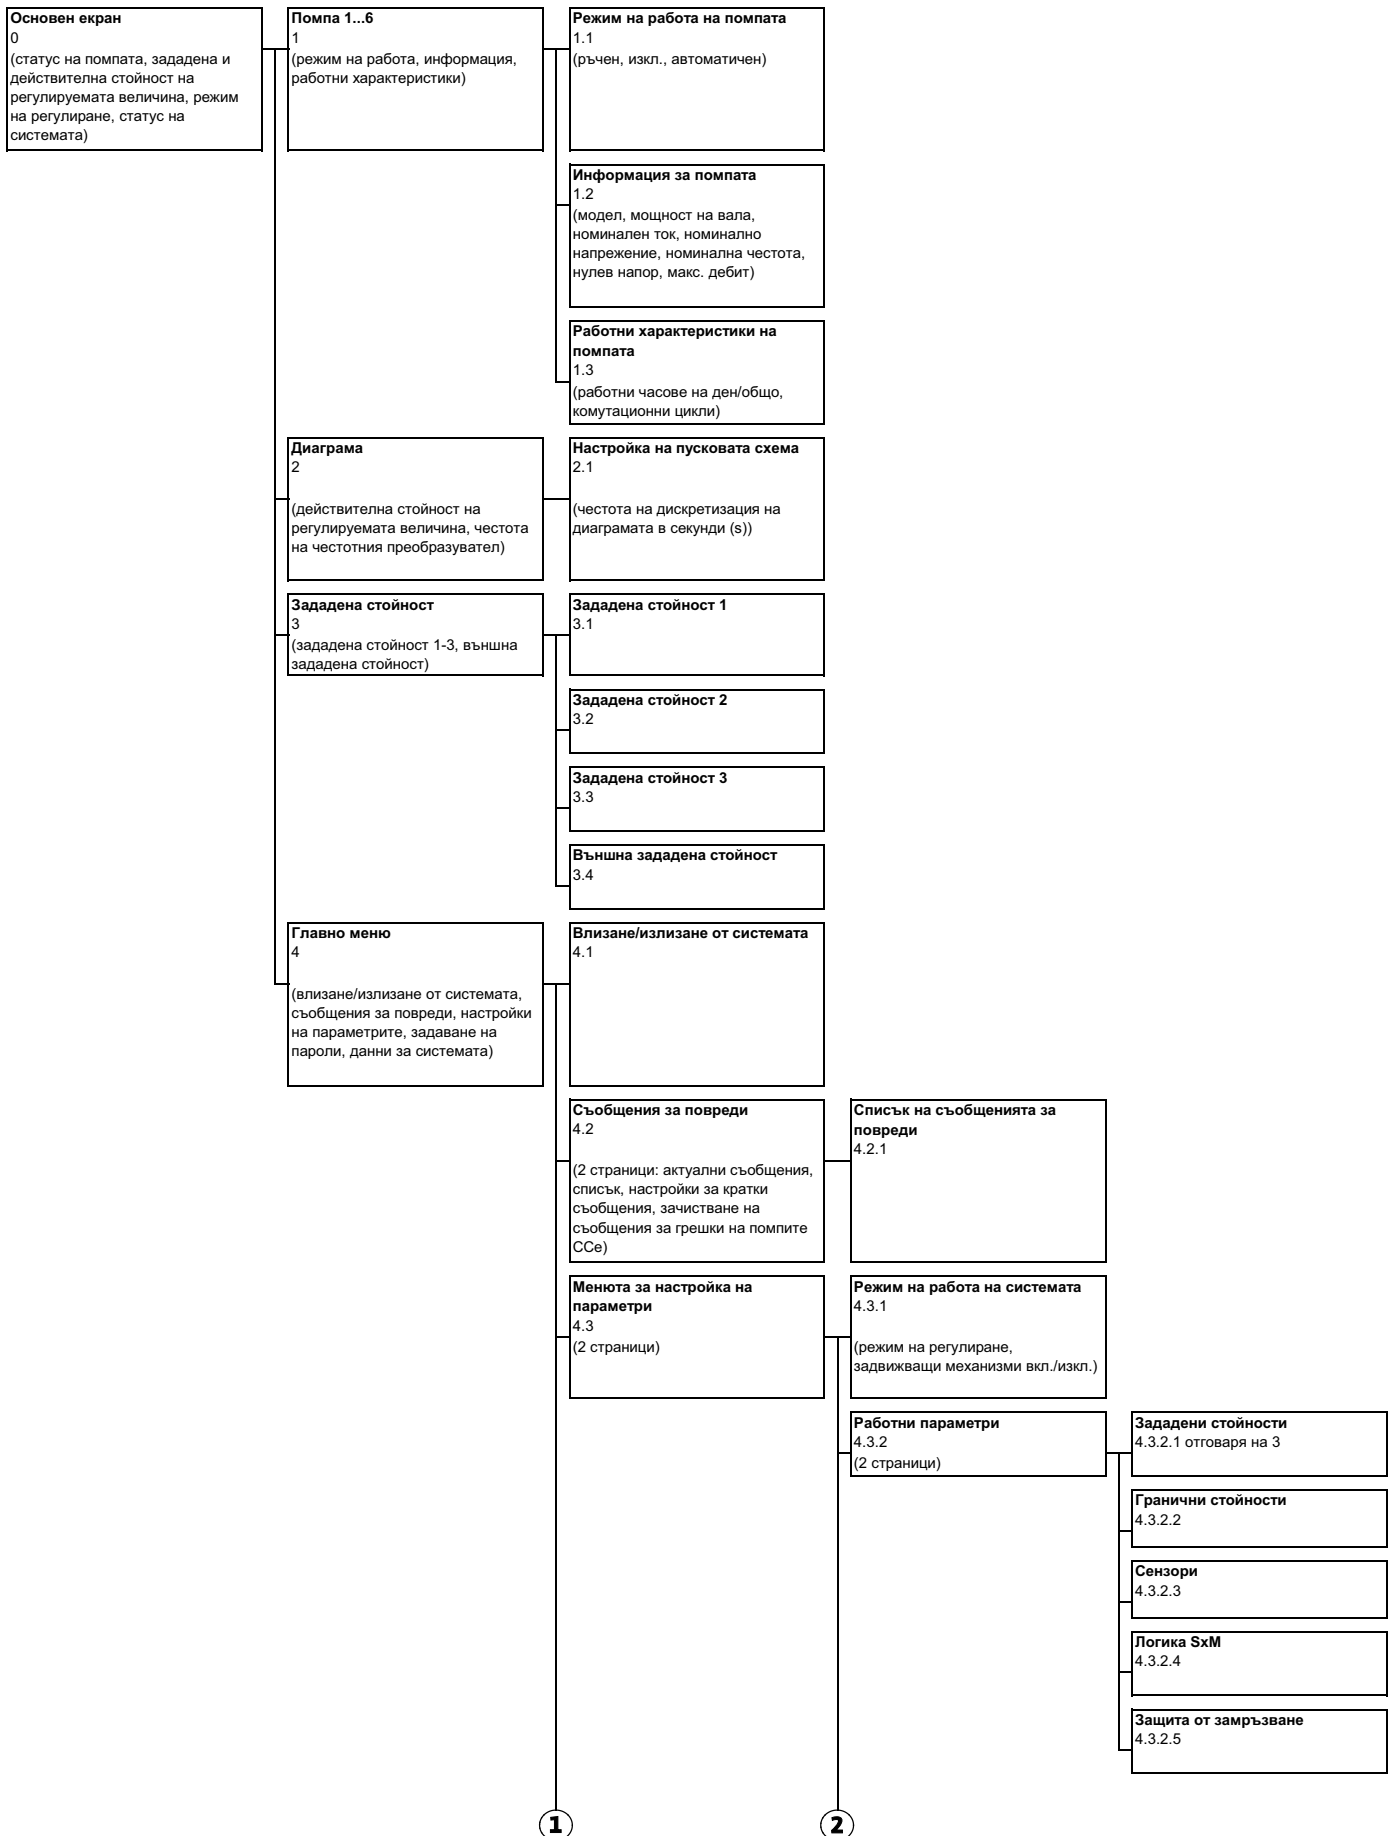 Основен екран
0
(статус на помпата, зададена и
действителна стойност на
регулируемата величина, режим
на регулиране, статус на
системата)
Помпа 1...6
1
(режим на работа, информация,
работни характеристики)
Режим на работа на помпата
1.1
(ръчен, изкл., автоматичен)
Информация за помпата
1.2
(модел, мощност на вала,
номинален ток, номинално
напрежение, номинална честота,
нулев напор, макс. дебит)
Работни характеристики на
помпата
1.3
(работни часове на ден/общо,
комутационни цикли)
Диаграма
2
(действителна стойност на
регулируемата величина, честота
на честотния преобразувател)
Настройка на пусковата схема
2.1
(честота на дискретизация на
диаграмата в секунди (s))
Зададена стойност
3
(зададена стойност 1-3, външна
зададена стойност)
Зададена стойност 1
3.1
Зададена стойност 2
3.2
Зададена стойност 3
3.3
Външна зададена стойност
3.4
Главно меню
4
(влизане/излизане от системата,
съобщения за повреди, настройки
на параметрите, задаване на
пароли, данни за системата)
Влизане/излизане от системата
4.1
Съобщения за повреди
4.2
(2 страници: актуални съобщения,
списък, настройки за кратки
съобщения, зачистване на
съобщения за грешки на помпите
CCe)
Списък на съобщенията за
повреди
4.2.1
Менюта за настройка на
параметри
4.3
(2 страници)
Режим на работа на системата
4.3.1
(режим на регулиране,
задвижващи механизми вкл./изкл.)
Работни параметри
4.3.2
(2 страници)
Зададени стойности
4.3.2.1 отговаря на 3
Гранични стойности
4.3.2.2
Сензори
4.3.2.3
Логика SxM
4.3.2.4
Защита от замръзване
4.3.2.5
1
2